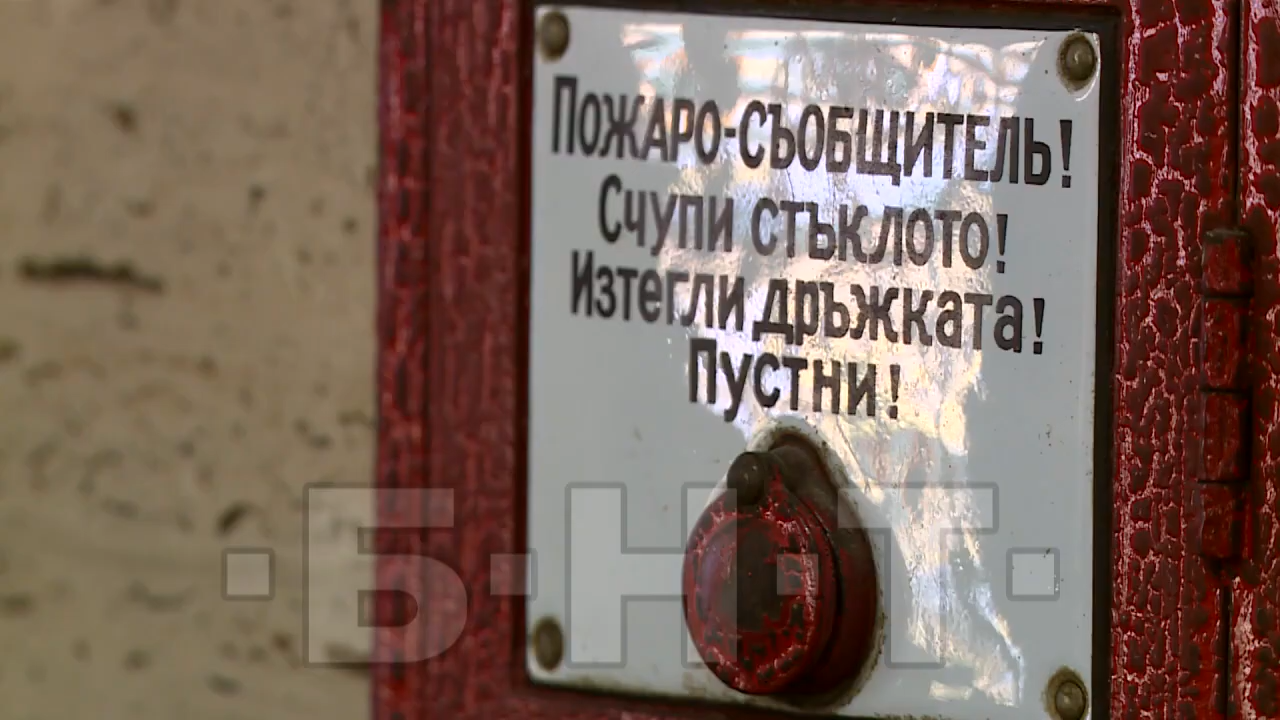 Пожаро-съобщитель!
Счупи стъклото!
Изтегли дръжката!
Пустни!
·Б·Н·Т·